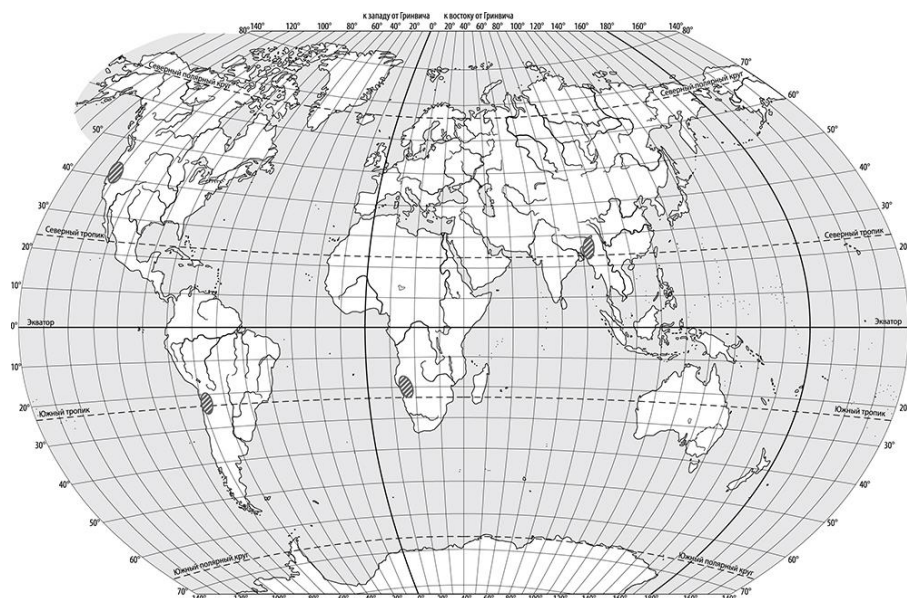 к западу от Гринвича к востоку от Гринвича
80° 140° 120° 100° 80° 60° 40° 20° 0° 20° 40° 60° 80° 100° 120° 140° 160° 180° 160° 140° 80°
70°
Северный полярный круг Северный полярный круг
60°
50° 50°
40° 40°
30° 30°
Северный тропик Северный тропик
20° 20°
10° 10°
0° Экватор Экватор 0°
10° 10°
20° Южный тропик Южный тропик 20°
30° 30°
40° 40°
50° 50°
Южный полярный круг Южный полярный круг
60° 60°
70° 70°